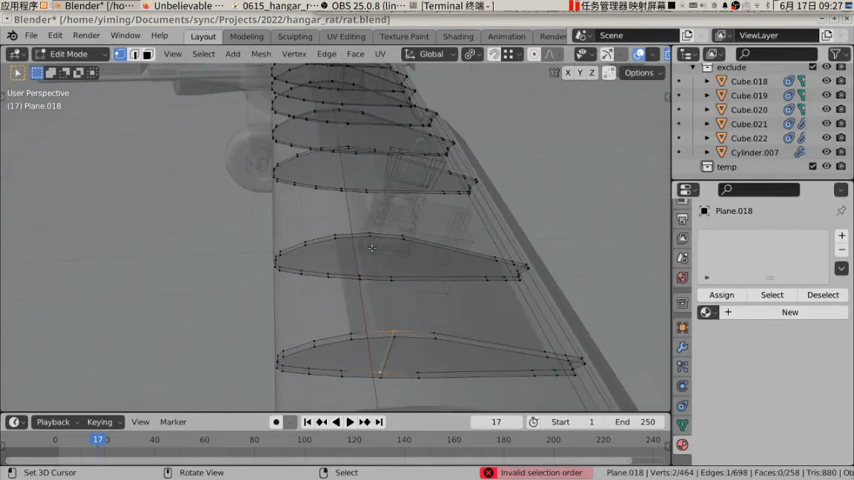 应用程序 Blender* [/ho... Unbelievable 0615_hangar_r... OBS 25.0.8 (lin... [Terminal 终端 - ... 任务管理器映射屏幕 6月17日 09:27
Blender* [/home/yiming/Documents/sync/Projects/2022/hangar_rat/rat.blend]
File Edit Render Window Help Layout Modeling Sculpting UV Editing Texture Paint Shading Animation Render Scene ViewLayer
Edit Mode View Select Add Mesh Vertex Edge Face UV Global
X Y Z Options
User Perspective
(17) Plane.018
exclude
Cube.018
Cube.019
Cube.020
Cube.021
Cube.022
Cylinder.007
temp
Plane.018
Assign Select Deselect
New
Playback Keying View Marker 17 Start 1 End 250
0 17 40 60 80 100 120 140 160 180 200 220 240
Set 3D Cursor Rotate View Select Invalid selection order Plane.018 | Verts:2/464 | Edges:1/698 | Faces:0/258 | Tris:880 | Ob